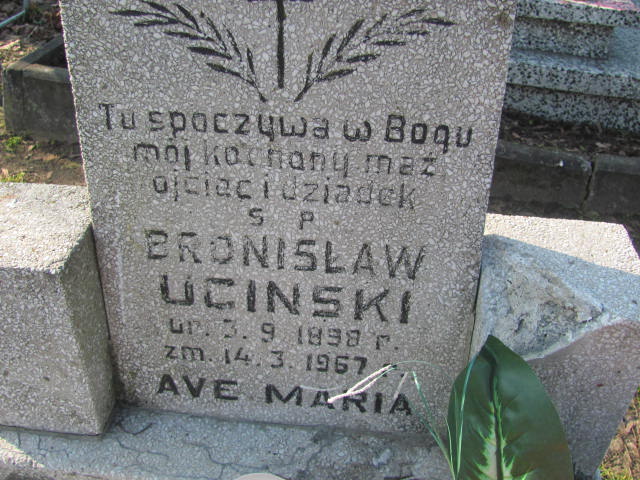 Tu spoczywa w Bogu
mój kochany mąż
ojciec i dziadek
S P
BRONISŁAW
UCINSKI
ur. 3.9 1898 r.
zm. 14.3.1967 r.
AVE MARIA